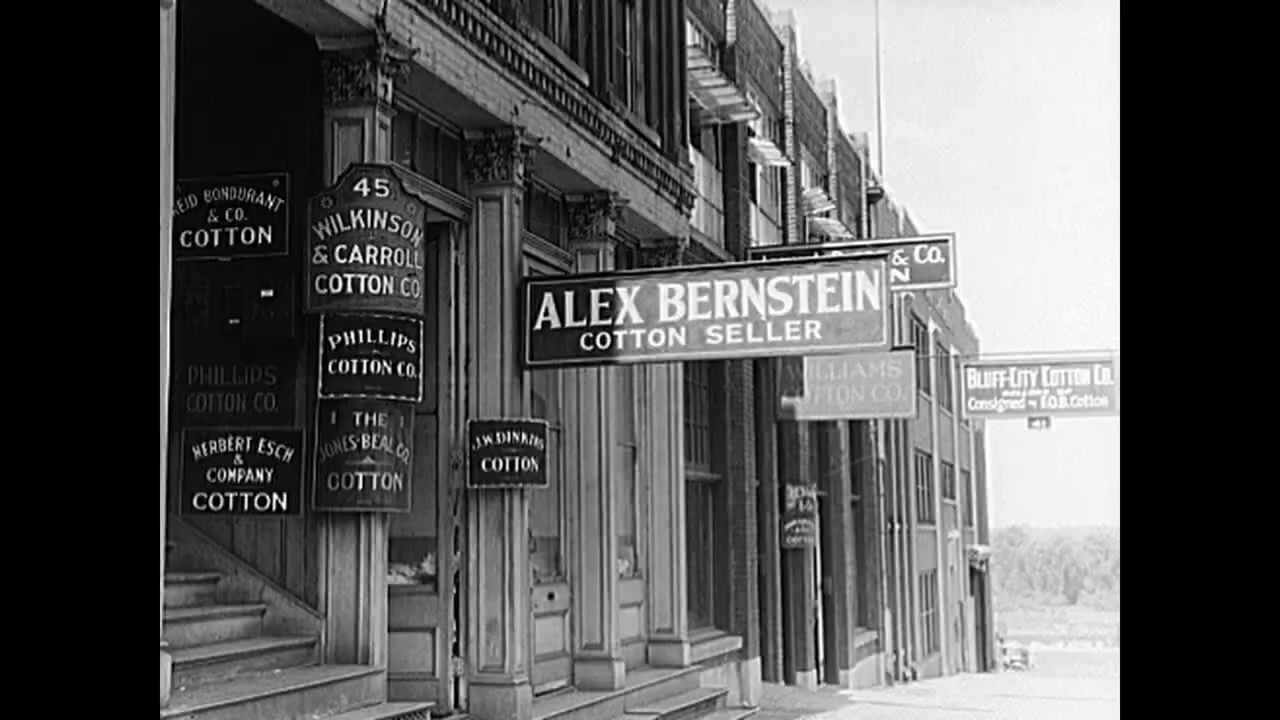 REID BONDURANT
& CO.
COTTON
45
WILKINSON
& CARROLL
COTTON CO.
PHILLIPS
COTTON CO.
PHILLIPS
COTTON CO.
HERBERT ESCH
&
COMPANY
COTTON
THE
JONES-BEAL CO.
COTTON
J.W. DINKINS
COTTON
ALEX BERNSTEIN
COTTON SELLER
& CO.
N
WILLIAMS
COTTON CO.
BLUFF-CITY COTTON CO.
Consigned F.O.B. Cotton
41